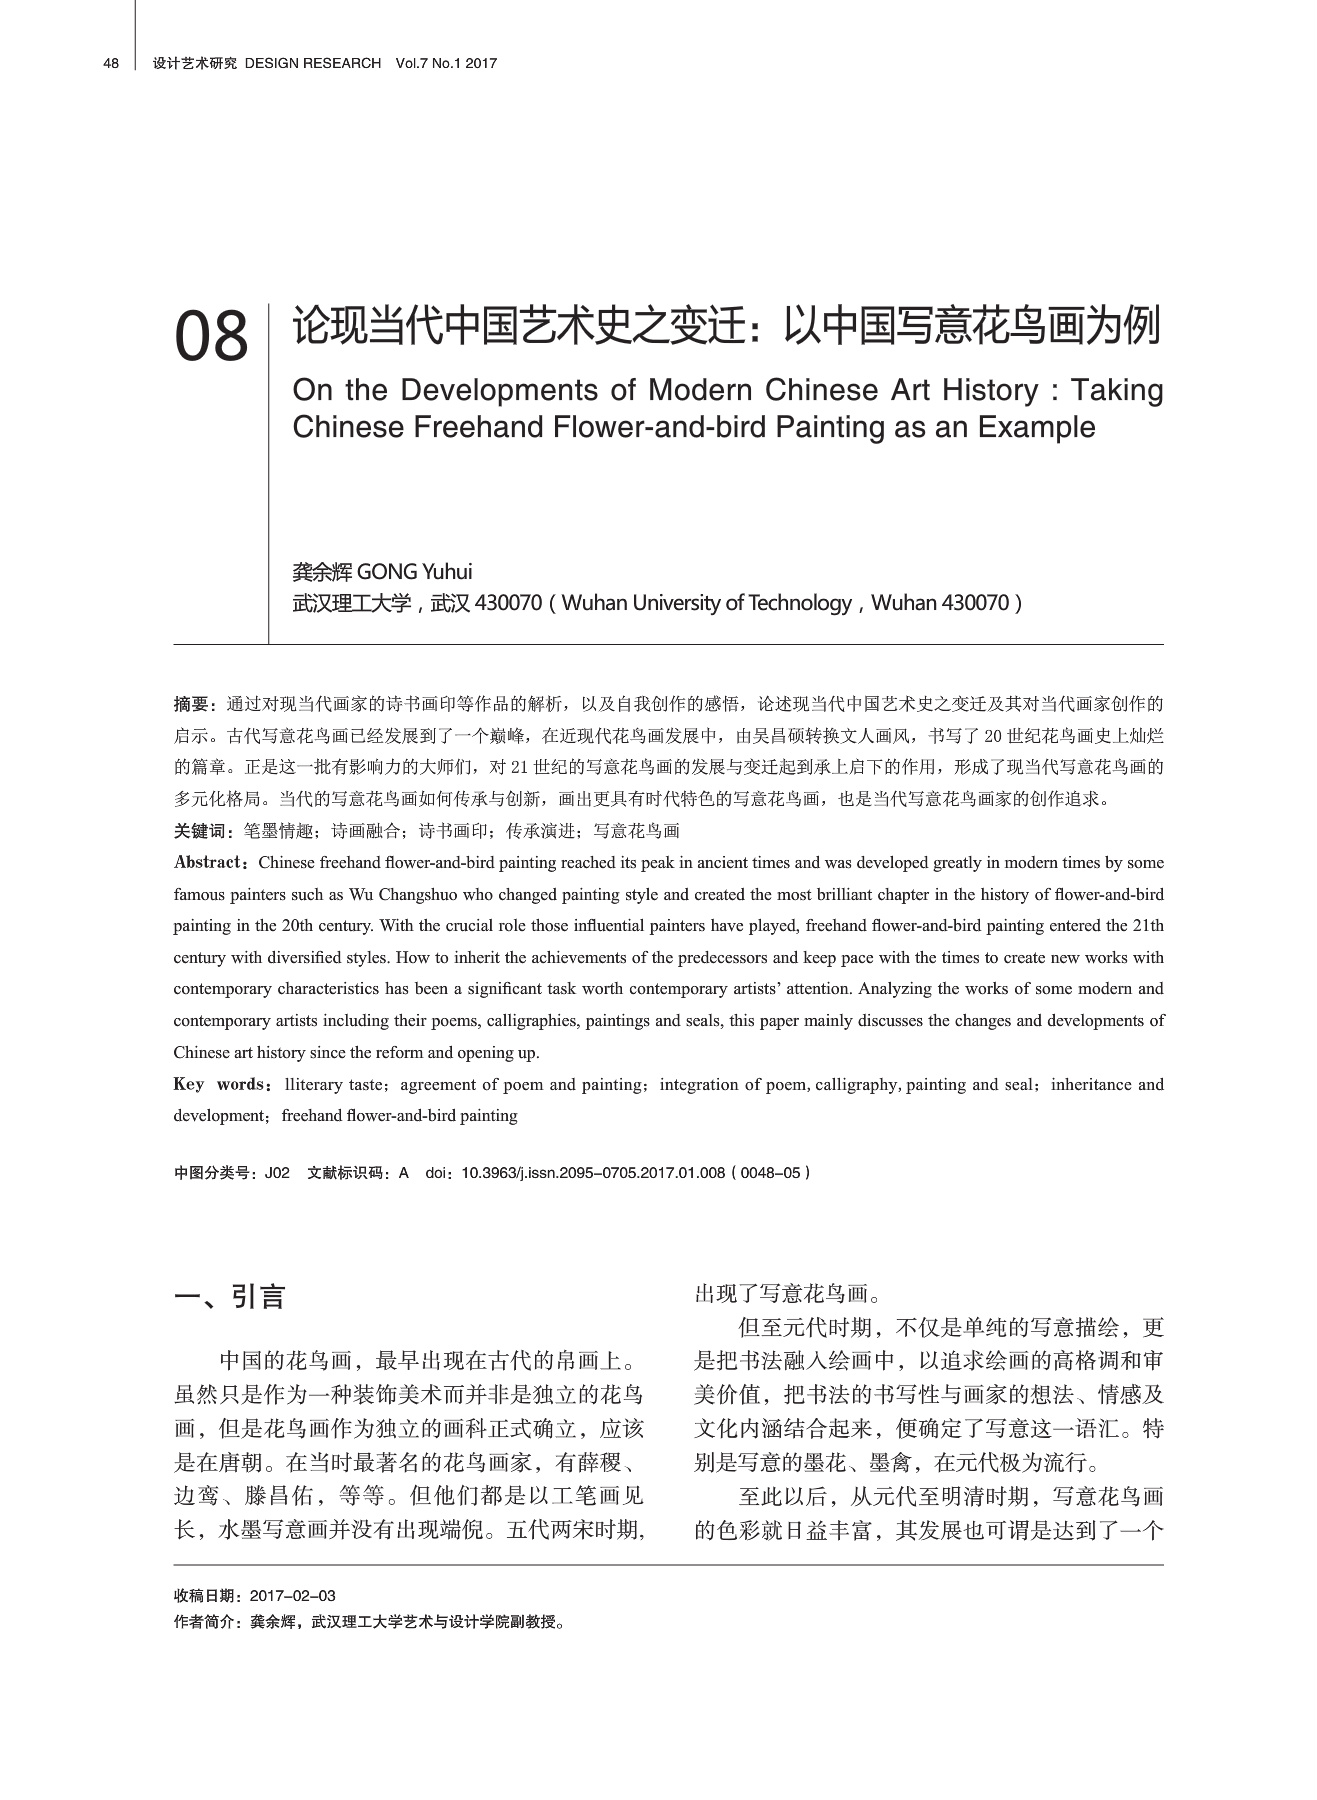 48
设计艺术研究 DESIGN RESEARCH Vol.7 No.1 2017
08
论现当代中国艺术史之变迁：以中国写意花鸟画为例
On the Developments of Modern Chinese Art History : Taking
Chinese Freehand Flower-and-bird Painting as an Example
龚余辉 GONG Yuhui
武汉理工大学，武汉 430070（Wuhan University of Technology，Wuhan 430070）
摘要：通过对现当代画家的诗书画印等作品的解析，以及自我创作的感悟，论述现当代中国艺术史之变迁及其对当代画家创作的
启示。古代写意花鸟画已经发展到了一个巅峰，在近现代花鸟画发展中，由吴昌硕转换文人画风，书写了 20 世纪花鸟画史上灿烂
的篇章。正是这一批有影响力的大师们，对 21 世纪的写意花鸟画的发展与变迁起到承上启下的作用，形成了现当代写意花鸟画的
多元化格局。当代的写意花鸟画如何传承与创新，画出更具有时代特色的写意花鸟画，也是当代写意花鸟画家的创作追求。
关键词：笔墨情趣；诗画融合；诗书画印；传承演进；写意花鸟画
Abstract：Chinese freehand flower-and-bird painting reached its peak in ancient times and was developed greatly in modern times by some
famous painters such as Wu Changshuo who changed painting style and created the most brilliant chapter in the history of flower-and-bird
painting in the 20th century. With the crucial role those influential painters have played, freehand flower-and-bird painting entered the 21th
century with diversified styles. How to inherit the achievements of the predecessors and keep pace with the times to create new works with
contemporary characteristics has been a significant task worth contemporary artists’ attention. Analyzing the works of some modern and
contemporary artists including their poems, calligraphies, paintings and seals, this paper mainly discusses the changes and developments of
Chinese art history since the reform and opening up.
Key words：lliterary taste；agreement of poem and painting；integration of poem, calligraphy, painting and seal；inheritance and
development；freehand flower-and-bird painting
中图分类号：J02 文献标识码：A doi：10.3963/j.issn.2095-0705.2017.01.008（0048-05）
一、引言
中国的花鸟画，最早出现在古代的帛画上。
虽然只是作为一种装饰美术而并非是独立的花鸟
画，但是花鸟画作为独立的画科正式确立，应该
是在唐朝。在当时最著名的花鸟画家，有薛稷、
边鸾、滕昌佑，等等。但他们都是以工笔画见
长，水墨写意画并没有出现端倪。五代两宋时期，
出现了写意花鸟画。
但至元代时期，不仅是单纯的写意描绘，更
是把书法融入绘画中，以追求绘画的高格调和审
美价值，把书法的书写性与画家的想法、情感及
文化内涵结合起来，便确定了写意这一语汇。特
别是写意的墨花、墨禽，在元代极为流行。
至此以后，从元代至明清时期，写意花鸟画
的色彩就日益丰富，其发展也可谓是达到了一个
收稿日期：2017-02-03
作者简介：龚余辉，武汉理工大学艺术与设计学院副教授。